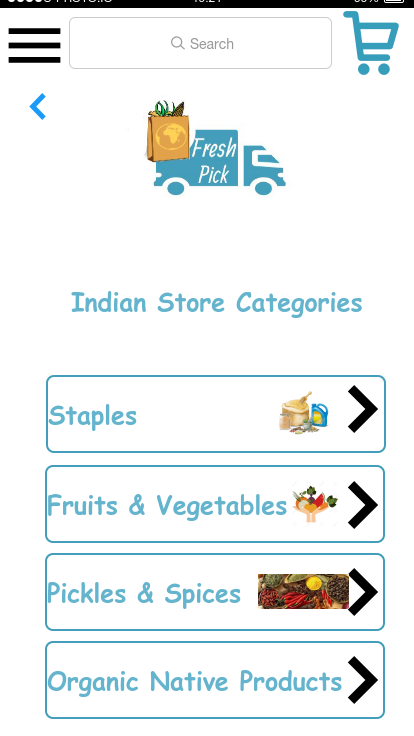 Search
Fresh
Pick
Indian Store Categories
Staples
Fruits & Vegetables
Pickles & Spices
Organic Native Products